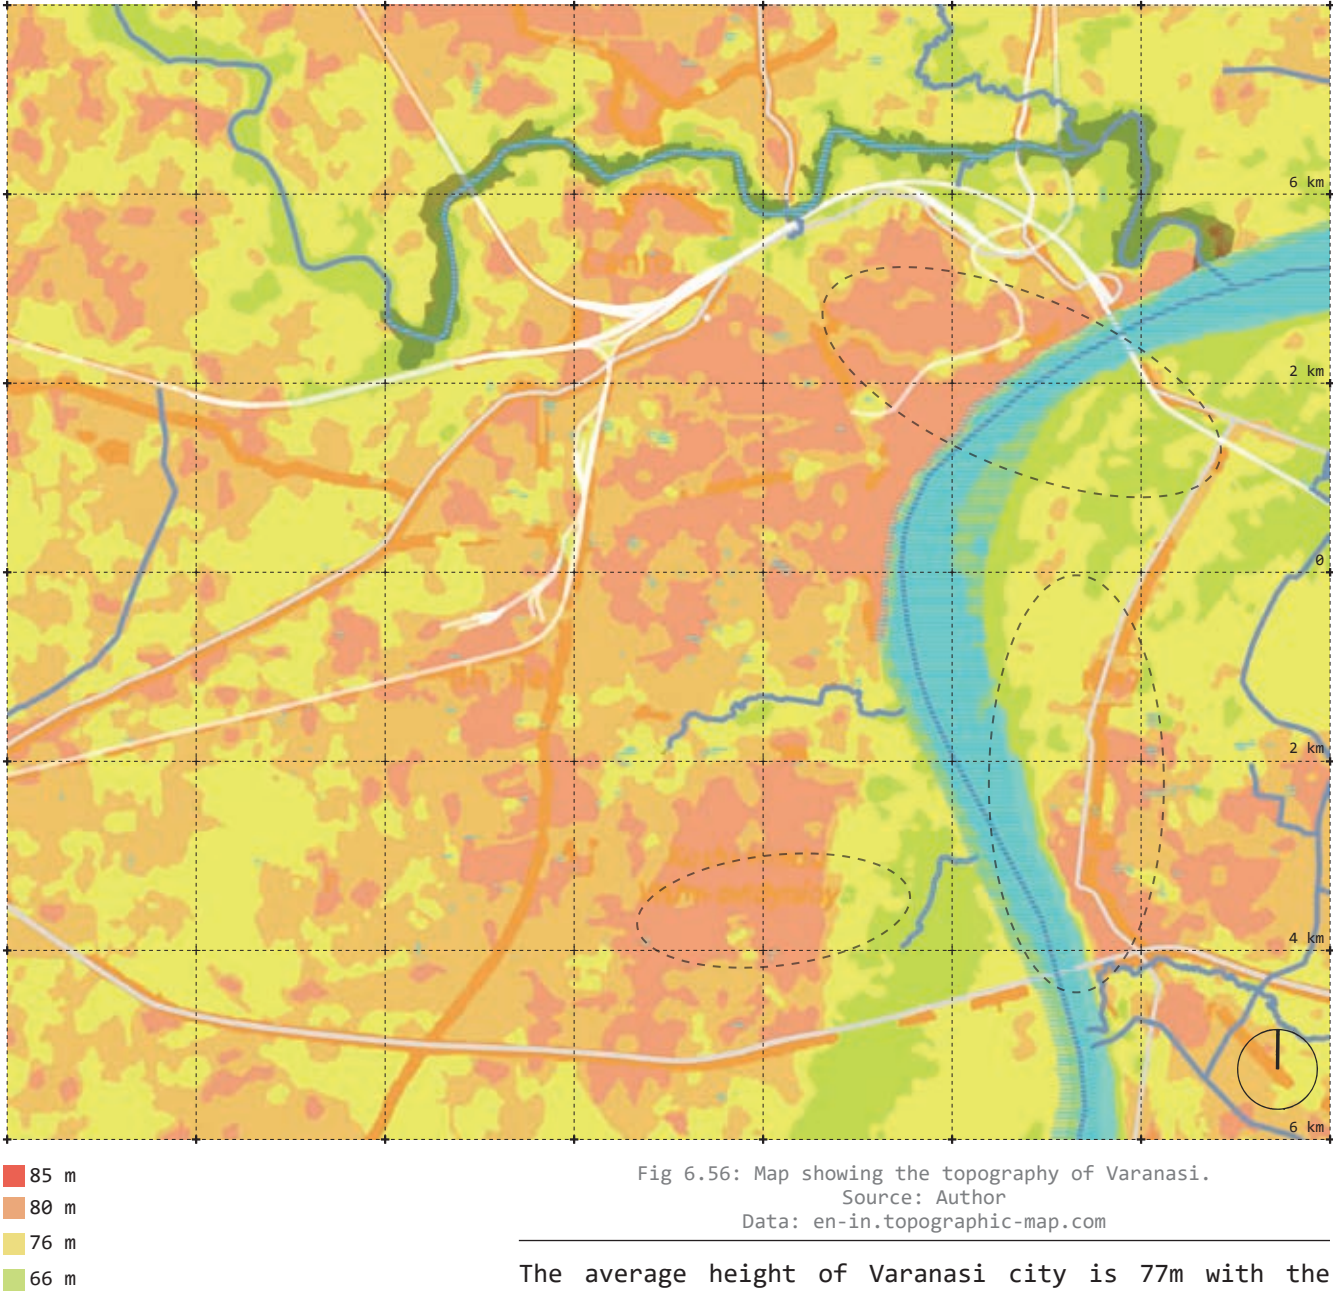 6 km
2 km
0
2 km
4 km
6 km
85 m
80 m
76 m
66 m
Fig 6.56: Map showing the topography of Varanasi.
Source: Author
Data: en-in.topographic-map.com
The average height of Varanasi city is 77m with the